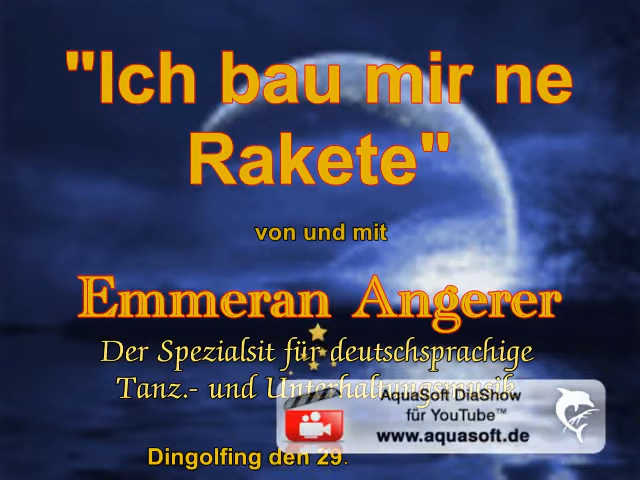 "Ich bau mir ne
Rakete"
von und mit
Emmeran Angerer
Der Spezialsit für deutschsprachige
Tanz.- und Unterhaltungsmusik
AquaSoft DiaShow
für YouTube™
www.aquasoft.de
Dingolfing den 29.